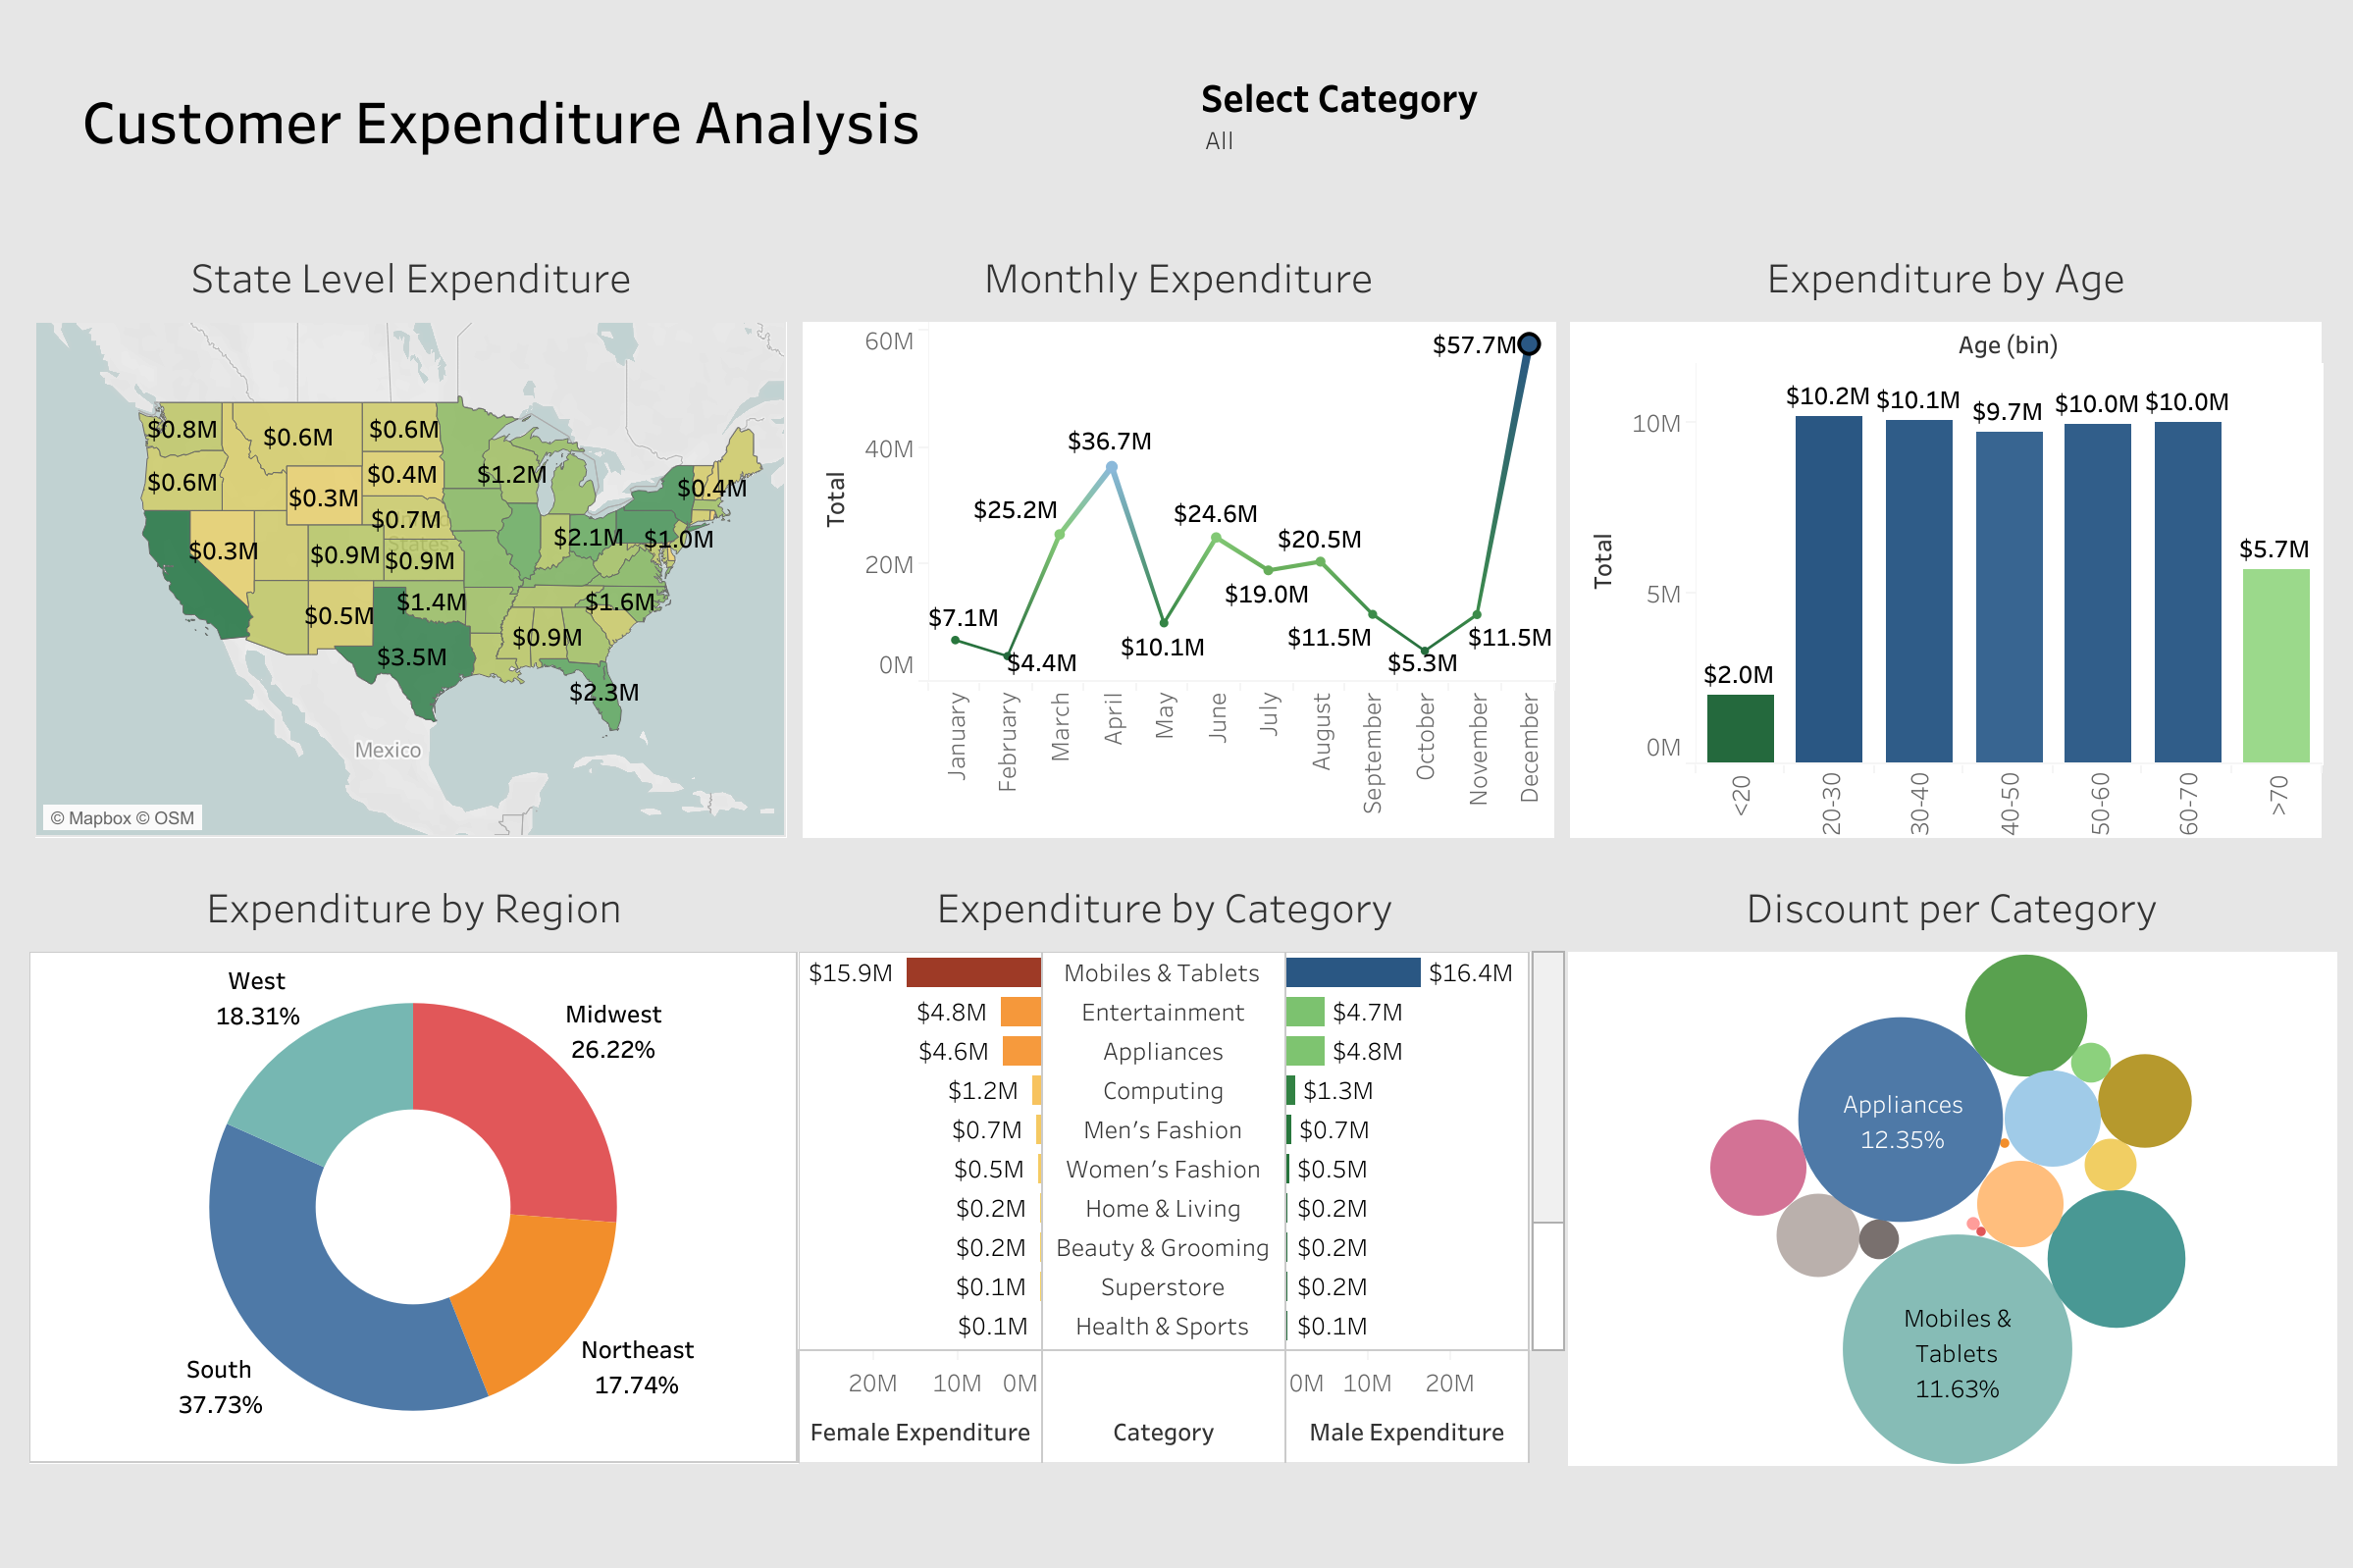 Customer Expenditure Analysis
Select Category
All
State Level Expenditure
$0.8M
$0.6M
$0.6M
$0.6M
$0.3M
$0.4M
$1.2M
$0.4M
$0.7M
$0.3M
$0.9M
$0.9M
$2.1M
$1.0M
States
$0.5M
$1.4M
$1.6M
$0.9M
$3.5M
$2.3M
Mexico
© Mapbox © OSM
Monthly Expenditure
Total
60M
40M
20M
0M
$7.1M
$4.4M
$25.2M
$36.7M
$10.1M
$24.6M
$19.0M
$20.5M
$11.5M
$5.3M
$11.5M
$57.7M
January
February
March
April
May
June
July
August
September
October
November
December
Expenditure by Age
Age (bin)
Total
10M
5M
0M
$2.0M
$10.2M
$10.1M
$9.7M
$10.0M
$10.0M
$5.7M
<20
20-30
30-40
40-50
50-60
60-70
>70
Expenditure by Region
West
18.31%
Midwest
26.22%
South
37.73%
Northeast
17.74%
Expenditure by Category
$15.9M Mobiles & Tablets $16.4M
$4.8M Entertainment $4.7M
$4.6M Appliances $4.8M
$1.2M Computing $1.3M
$0.7M Men's Fashion $0.7M
$0.5M Women's Fashion $0.5M
$0.2M Home & Living $0.2M
$0.2M Beauty & Grooming $0.2M
$0.1M Superstore $0.2M
$0.1M Health & Sports $0.1M
20M 10M 0M 0M 10M 20M
Female Expenditure Category Male Expenditure
Discount per Category
Appliances
12.35%
Mobiles &
Tablets
11.63%